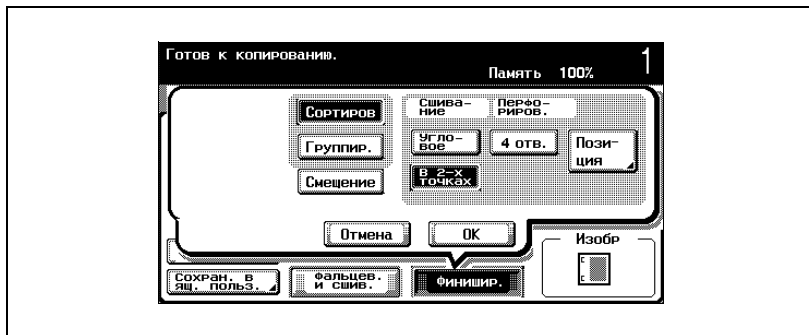 Готов к копированию.
Память 100%
1
Сортиров
Группир.
Смещение
Сшива-
ние
Перфо-
риров.
Угло-
вое
4 отв.
Пози-
ция
В 2-х
точках
Отмена
OK
Изобр
Сохран. в
ящ. польз.
Фальцев.
и сшив.
Финишир.